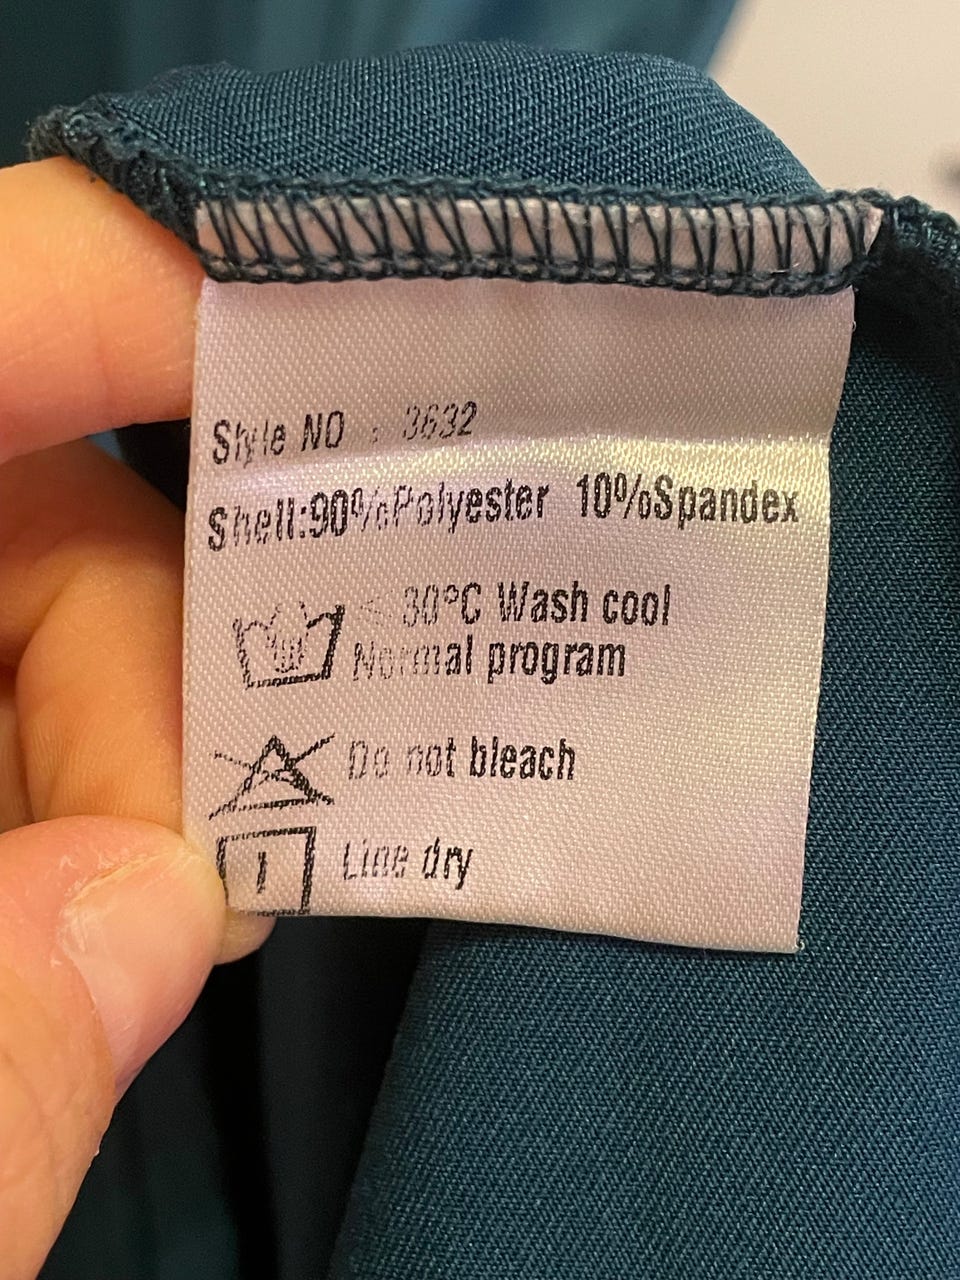 Style NO : 3632
Shell:90%Polyester 10%Spandex
≤ 30°C Wash cool
Normal program
Do not bleach
Line dry